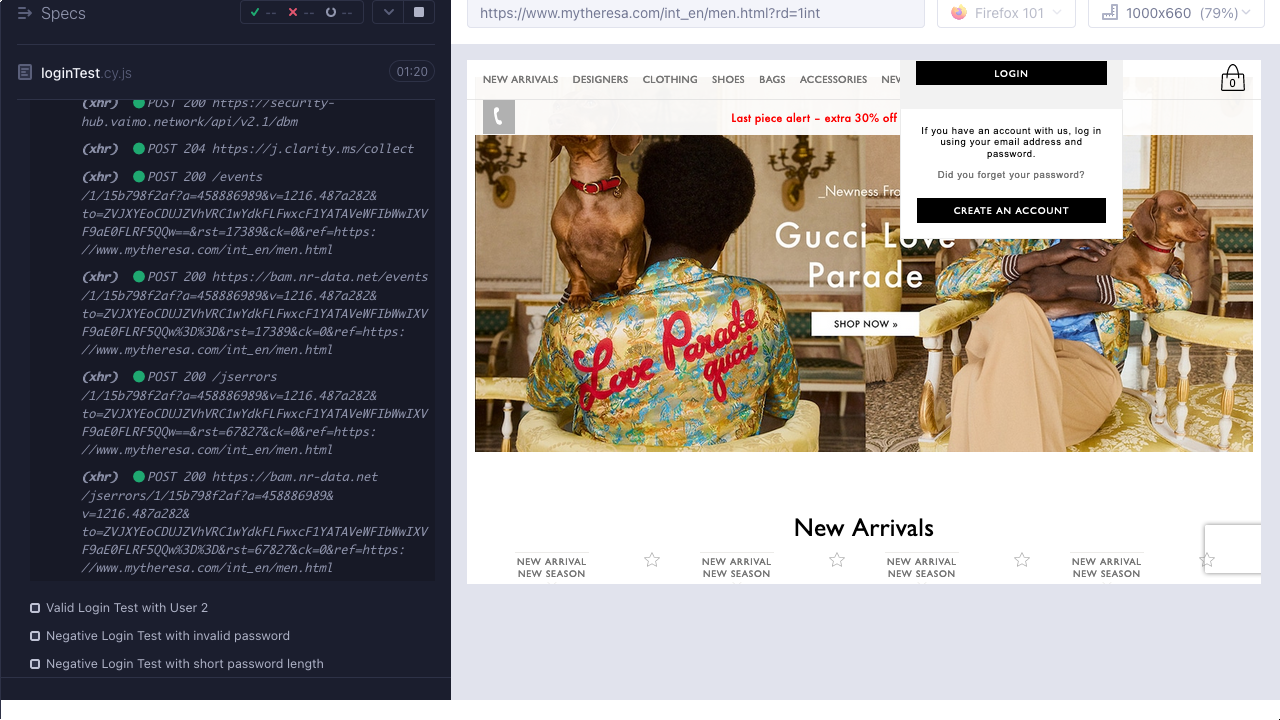 Specs
--
--
--
loginTest.cy.js
01:20
(xhr) POST 200 https://security-
hub.vaimo.network/api/v2.1/dbm
(xhr) POST 204 https://j.clarity.ms/collect
(xhr) POST 200 /events
/1/15b798f2af?a=458886989&v=1216.487a282&
to=ZVJXYEoCDUJZVhVRC1wYdkFLFwxcF1YATAVeWFIbWwIXV
F9aE0FLRF5QQw==&rst=17389&ck=0&ref=https:
//www.mytheresa.com/int_en/men.html
(xhr) POST 200 https://bam.nr-data.net/events
/1/15b798f2af?a=458886989&v=1216.487a282&
to=ZVJXYEoCDUJZVhVRC1wYdkFLFwxcF1YATAVeWFIbWwIXV
F9aE0FLRF5QQw%3D%3D&rst=17389&ck=0&ref=https:
//www.mytheresa.com/int_en/men.html
(xhr) POST 200 /jserrors
/1/15b798f2af?a=458886989&v=1216.487a282&
to=ZVJXYEoCDUJZVhVRC1wYdkFLFwxcF1YATAVeWFIbWwIXV
F9aE0FLRF5QQw==&rst=67827&ck=0&ref=https:
//www.mytheresa.com/int_en/men.html
(xhr) POST 200 https://bam.nr-data.net
/jserrors/1/15b798f2af?a=458886989&
v=1216.487a282&
to=ZVJXYEoCDUJZVhVRC1wYdkFLFwxcF1YATAVeWFIbWwIXV
F9aE0FLRF5QQw%3D%3D&rst=67827&ck=0&ref=https:
//www.mytheresa.com/int_en/men.html
Valid Login Test with User 2
Negative Login Test with invalid password
Negative Login Test with short password length
https://www.mytheresa.com/int_en/men.html?rd=1int
Firefox 101
1000x660 (79%)
NEW ARRIVALS DESIGNERS CLOTHING SHOES BAGS ACCESSORIES NEW
0
LOGIN
Last piece alert – extra 30% off
If you have an account with us, log in
using your email address and
password.
Did you forget your password?
CREATE AN ACCOUNT
_Newness Fro
Gucci Love
Parade
SHOP NOW »
Love Parade
gucci
New Arrivals
NEW ARRIVAL
NEW SEASON
NEW ARRIVAL
NEW SEASON
NEW ARRIVAL
NEW SEASON
NEW ARRIVAL
NEW SEASON